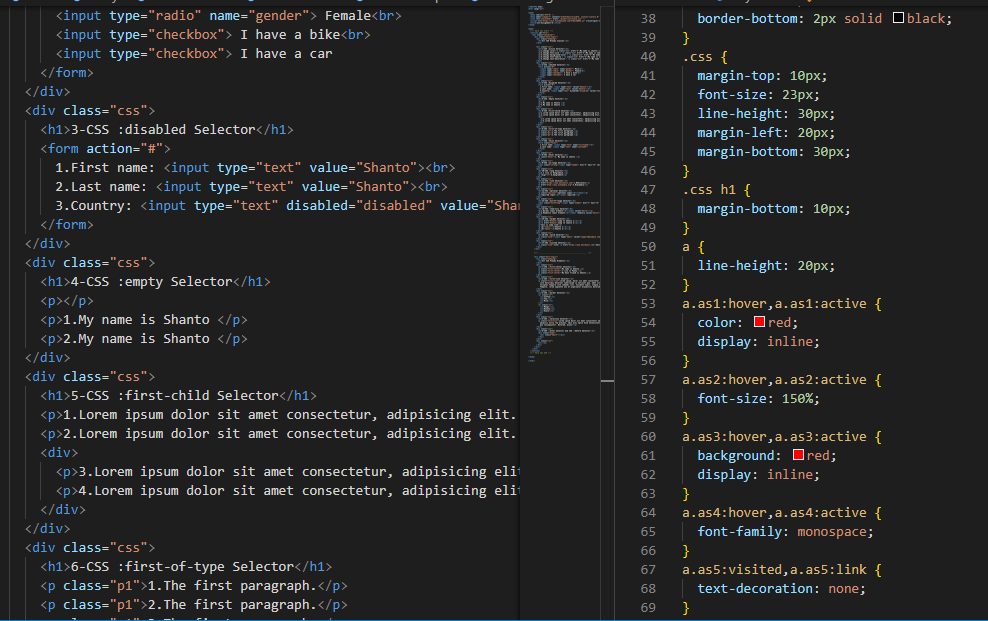 <input type="radio" name="gender"> Female<br>
<input type="checkbox"> I have a bike<br>
<input type="checkbox"> I have a car
</form>
</div>
<div class="css">
<h1>3-CSS :disabled Selector</h1>
<form action="#">
1.First name: <input type="text" value="Shanto"><br>
2.Last name: <input type="text" value="Shanto"><br>
3.Country: <input type="text" disabled="disabled" value="Shan
</form>
</div>
<div class="css">
<h1>4-CSS :empty Selector</h1>
<p></p>
<p>1.My name is Shanto </p>
<p>2.My name is Shanto </p>
</div>
<div class="css">
<h1>5-CSS :first-child Selector</h1>
<p>1.Lorem ipsum dolor sit amet consectetur, adipisicing elit.
<p>2.Lorem ipsum dolor sit amet consectetur, adipisicing elit.
<div>
<p>3.Lorem ipsum dolor sit amet consectetur, adipisicing elit
<p>4.Lorem ipsum dolor sit amet consectetur, adipisicing elit
</div>
</div>
<div class="css">
<h1>6-CSS :first-of-type Selector</h1>
<p class="p1">1.The first paragraph.</p>
<p class="p1">2.The first paragraph.</p>
38 border-bottom: 2px solid black;
39 }
40 .css {
41 margin-top: 10px;
42 font-size: 23px;
43 line-height: 30px;
44 margin-left: 20px;
45 margin-bottom: 30px;
46 }
47 .css h1 {
48 margin-bottom: 10px;
49 }
50 a {
51 line-height: 20px;
52 }
53 a.as1:hover,a.as1:active {
54 color: red;
55 display: inline;
56 }
57 a.as2:hover,a.as2:active {
58 font-size: 150%;
59 }
60 a.as3:hover,a.as3:active {
61 background: red;
62 display: inline;
63 }
64 a.as4:hover,a.as4:active {
65 font-family: monospace;
66 }
67 a.as5:visited,a.as5:link {
68 text-decoration: none;
69 }